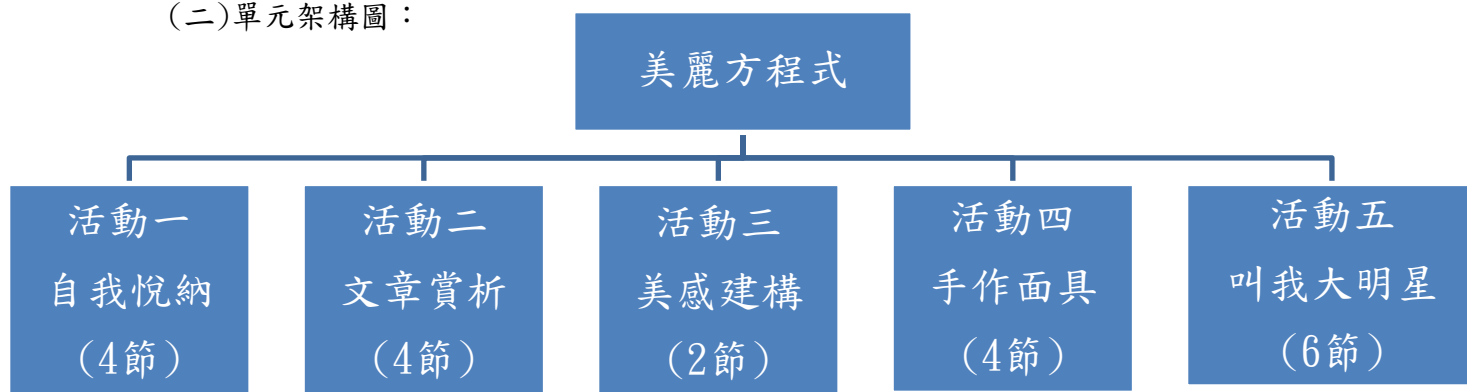 (二)單元架構圖：
美麗方程式
活動一
自我悅納
(4節)
活動二
文章賞析
(4節)
活動三
美感建構
(2節)
活動四
手作面具
(4節)
活動五
叫我大明星
(6節)